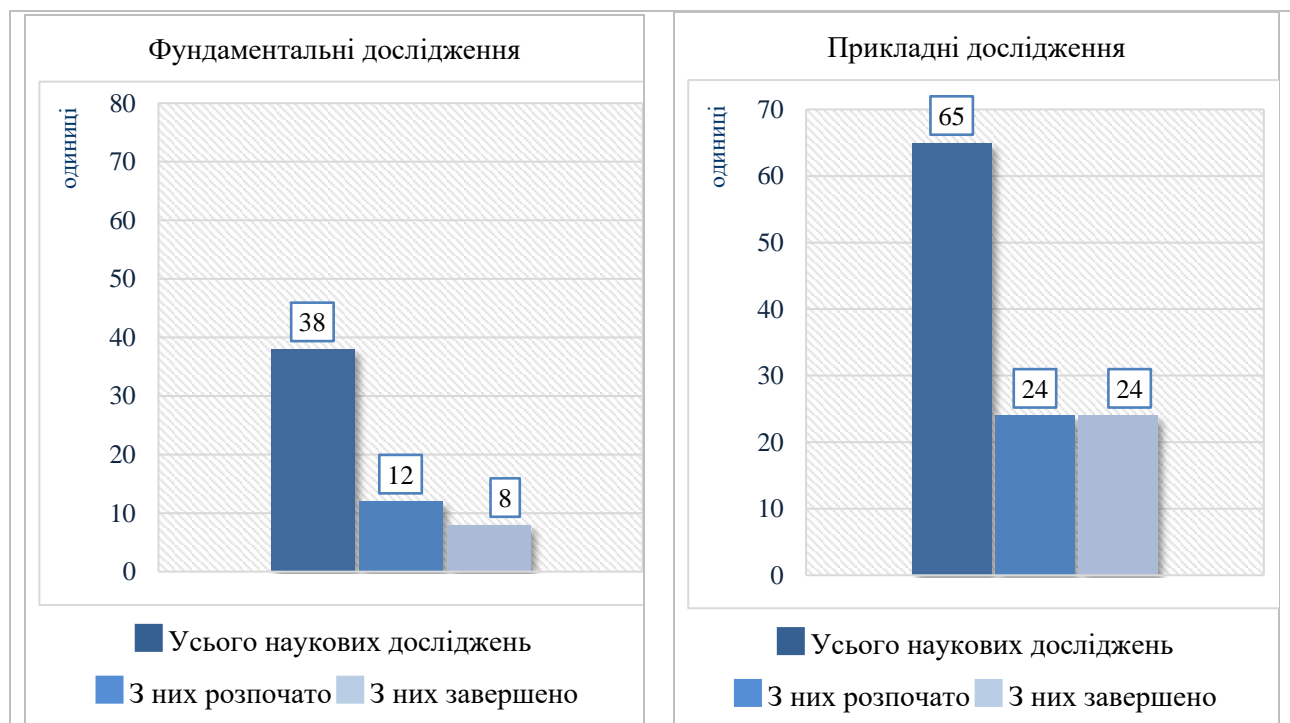 Фундаментальні дослідження
одиниці
80
70
60
50
40
30
20
10
0
38
12
8
Усього наукових досліджень
З них розпочато З них завершено
Прикладні дослідження
одиниці
70
60
50
40
30
20
10
0
65
24
24
Усього наукових досліджень
З них розпочато З них завершено